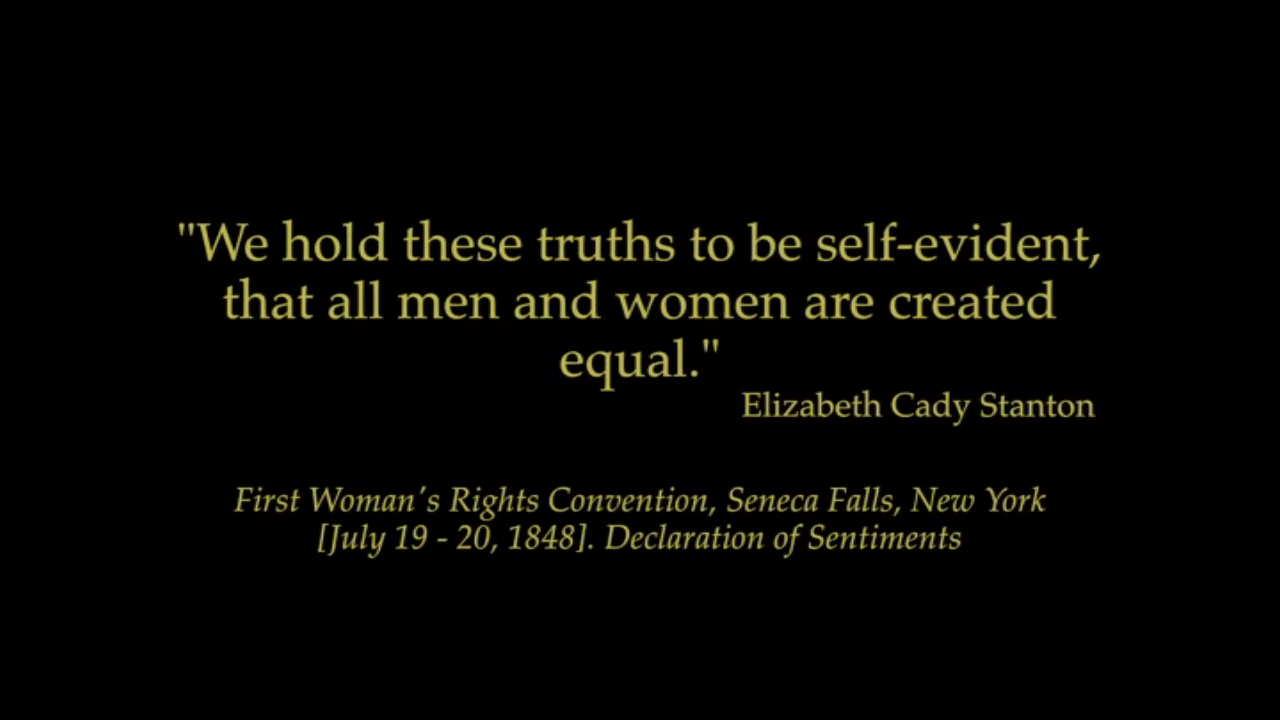 "We hold these truths to be self-evident,
that all men and women are created
equal."
Elizabeth Cady Stanton
First Woman's Rights Convention, Seneca Falls, New York
[July 19 - 20, 1848]. Declaration of Sentiments